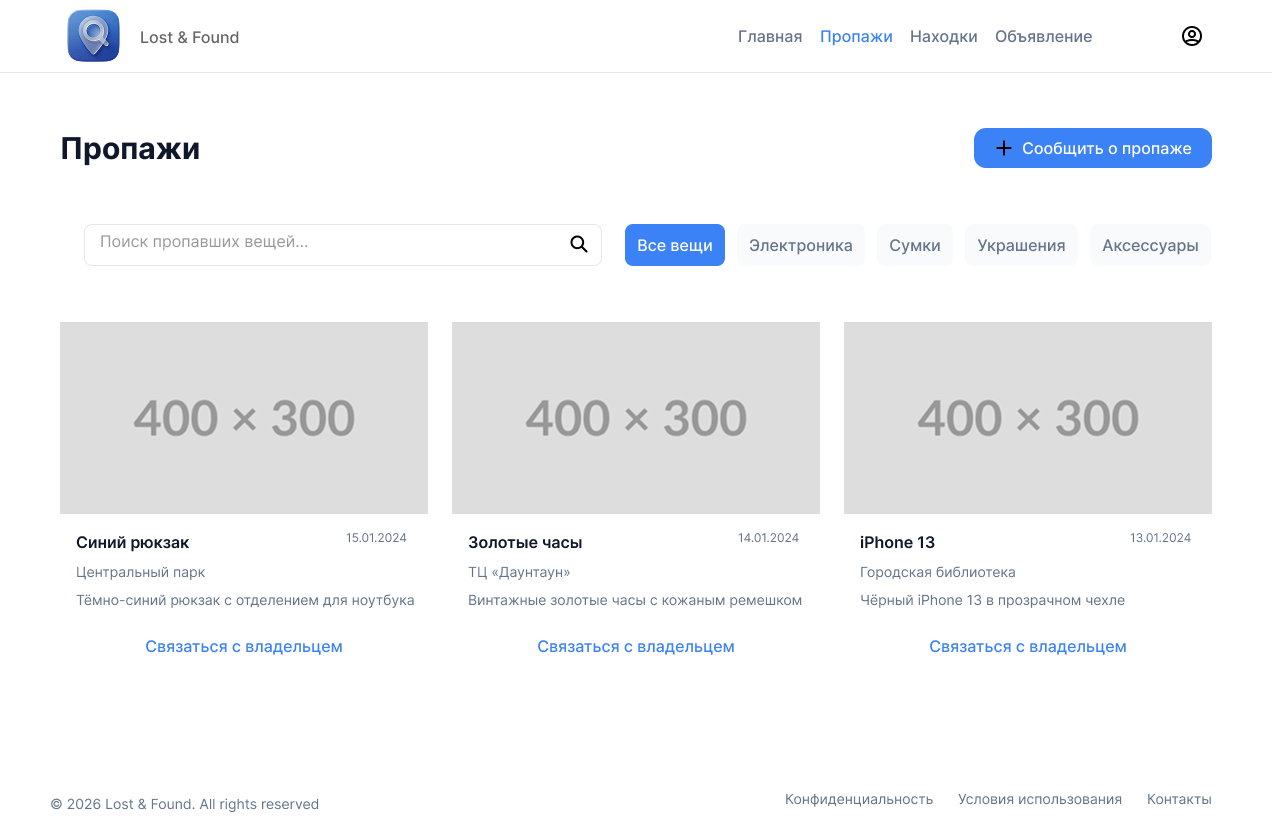 Lost & Found
Главная Пропажи Находки Объявление
Пропажи
Сообщить о пропаже
Поиск пропавших вещей...
Все вещи Электроника Сумки Украшения Аксессуары
400 × 300
Синий рюкзак 15.01.2024
Центральный парк
Тёмно-синий рюкзак с отделением для ноутбука
Связаться с владельцем
400 × 300
Золотые часы 14.01.2024
ТЦ «Даунтаун»
Винтажные золотые часы с кожаным ремешком
Связаться с владельцем
400 × 300
iPhone 13 13.01.2024
Городская библиотека
Чёрный iPhone 13 в прозрачном чехле
Связаться с владельцем
© 2026 Lost & Found. All rights reserved
Конфиденциальность Условия использования Контакты